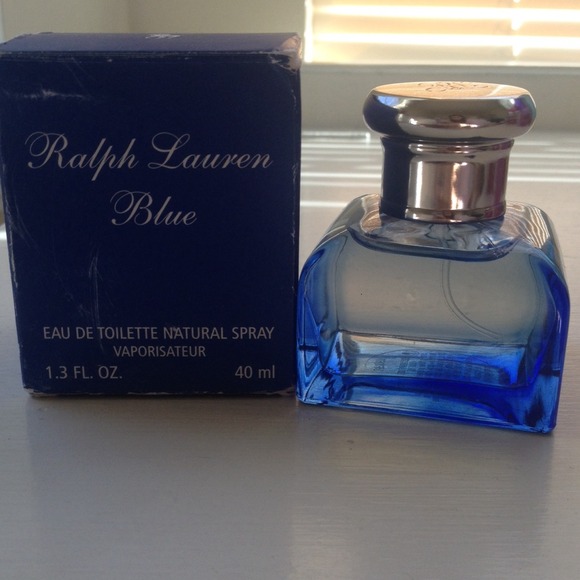 Ralph Lauren
Blue
EAU DE TOILETTE NATURAL SPRAY
VAPORISATEUR
1.3 FL. OZ. 40 ml